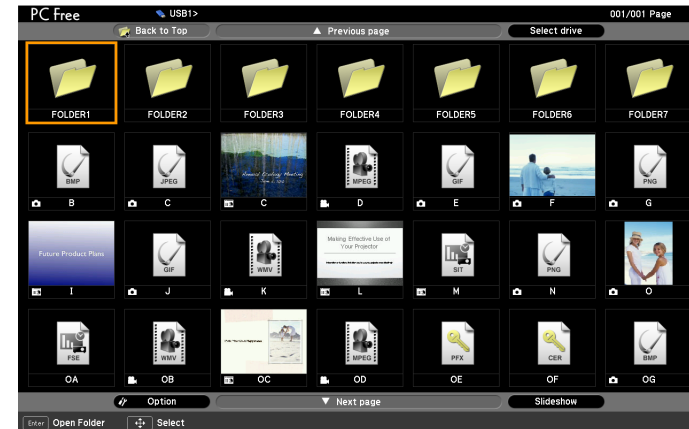 PC Free USB1> 001/001 Page
Back to Top Previous page Select drive
FOLDER1 FOLDER2 FOLDER3 FOLDER4 FOLDER5 FOLDER6 FOLDER7
BMP JPEG MPEG GIF PNG
B C C D E F G
Future Product Plans
Making Effective Use of
Your Projector
GIF WMV SIT PNG
I J K L M N O
FSE WMV MPEG PFX CER BMP
OA OB OC OD OE OF OG
Option Next page Slideshow
Enter Open Folder Select